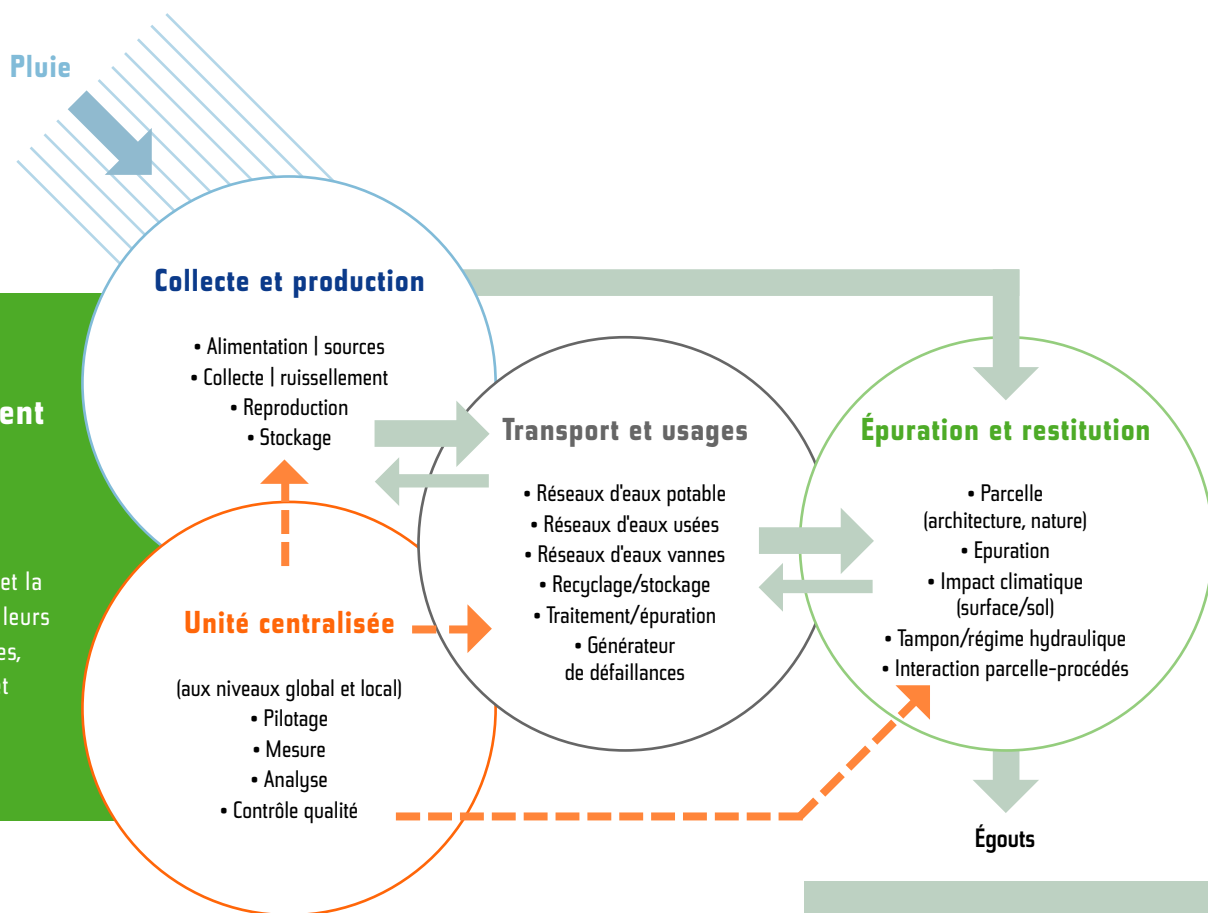 Pluie
Collecte et production
• Alimentation | sources
• Collecte | ruissellement
• Reproduction
• Stockage
ent
et la
leurs
es,
et
Unité centralisée
(aux niveaux global et local)
• Pilotage
• Mesure
• Analyse
• Contrôle qualité
Transport et usages
• Réseaux d'eaux potable
• Réseaux d'eaux usées
• Réseaux d'eaux vannes
• Recyclage/stockage
• Traitement/épuration
• Générateur
de défaillances
Épuration et restitution
• Parcelle
(architecture, nature)
• Epuration
• Impact climatique
(surface/sol)
• Tampon/régime hydraulique
• Interaction parcelle-procédés
Égouts